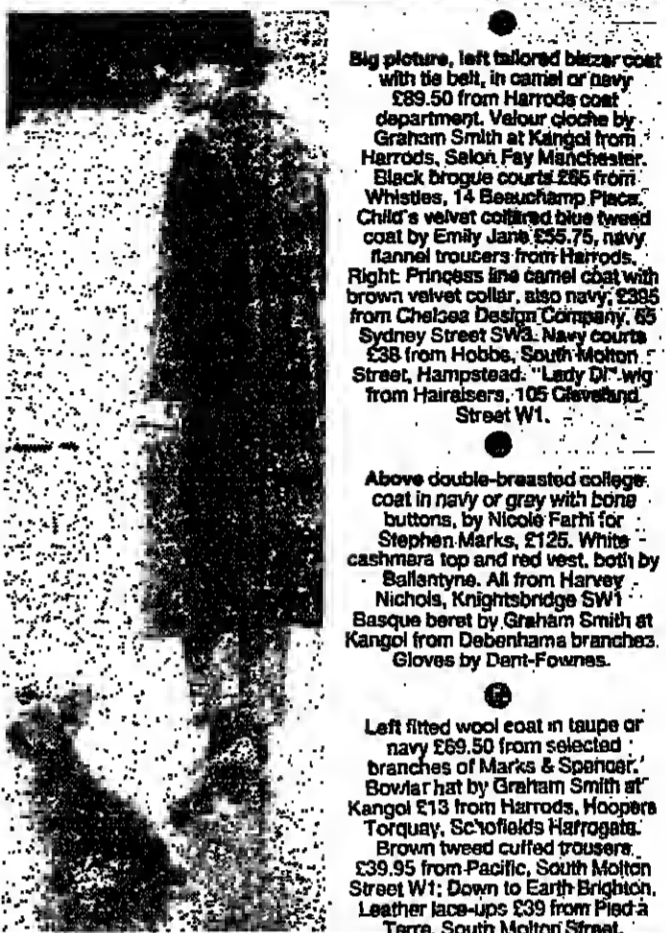 Big picture, left tailored blazer coat
with tie belt, in camel or navy
£89.50 from Harrods coat
department. Velour cloche by
Graham Smith at Kangol from
Harrods, Selon Fay Manchester.
Black brogue courts £65 from
Whistles, 14 Beauchamp Place.
Child's velvet collared blue tweed
coat by Emily Jane £55.75, navy
flannel trousers from Harrods.
Right: Princess line camel coat with
brown velvet collar, also navy, £395
from Chelsea Design Company, 65
Sydney Street SW3. Navy courts
£38 from Hobbs, South Molton
Street, Hampstead. "Lady Di" wig
from Hairaisers, 105 Cleveland
Street W1.
Above double-breasted college
coat in navy or grey with bone
buttons, by Nicole Farhi for
Stephen Marks, £125. White
cashmara top and red vest, both by
Ballantyne. All from Harvey
Nichols, Knightsbridge SW1
Basque beret by Graham Smith at
Kangol from Debenhams branches.
Gloves by Dent-Fownes.
Left fitted wool coat in taupe or
navy £69.50 from selected
branches of Marks & Spencer.
Bowlar hat by Graham Smith at
Kangol £13 from Harrods, Hoopers
Torquay, Schofields Harrogate.
Brown tweed cuffed trousers
£39.95 from Pacific, South Molton
Street W1; Down to Earth Brighton.
Leather lace-ups £39 from Pied à
Terre, South Molton Street.